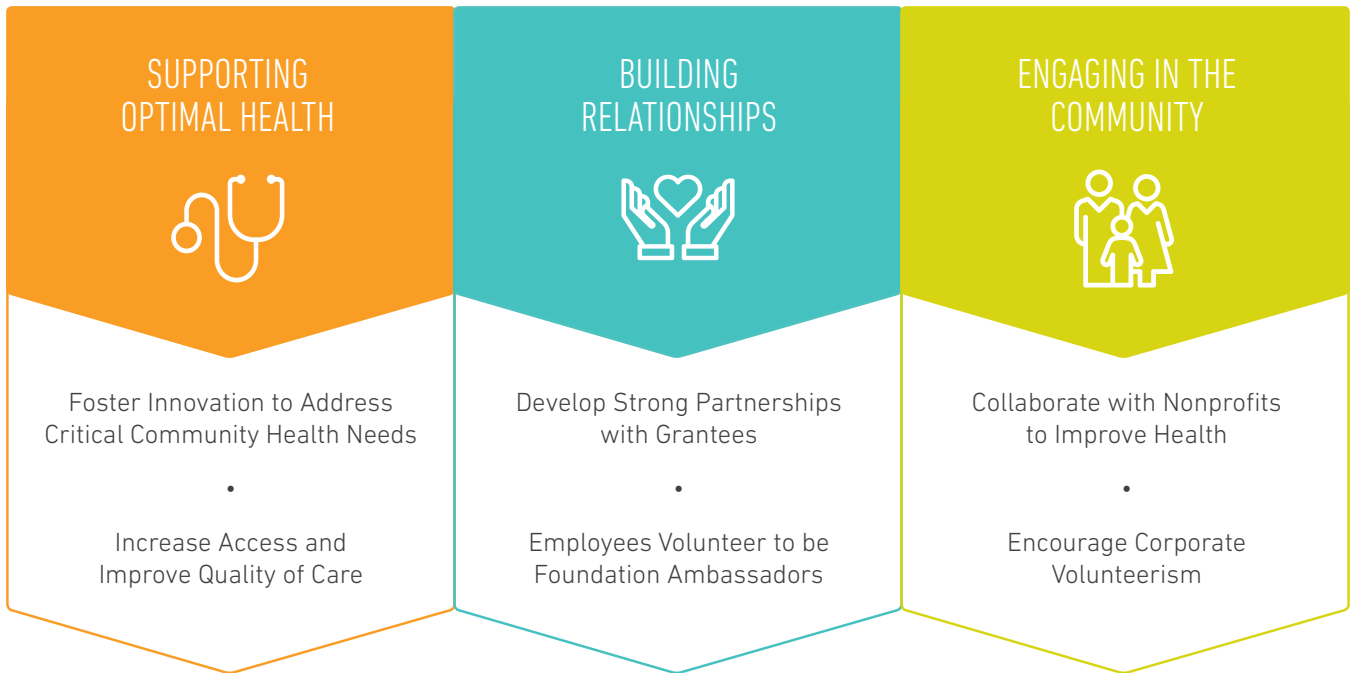 SUPPORTING
OPTIMAL HEALTH
Foster Innovation to Address
Critical Community Health Needs
•
Increase Access and
Improve Quality of Care
BUILDING
RELATIONSHIPS
Develop Strong Partnerships
with Grantees
•
Employees Volunteer to be
Foundation Ambassadors
ENGAGING IN THE
COMMUNITY
Collaborate with Nonprofits
to Improve Health
•
Encourage Corporate
Volunteerism